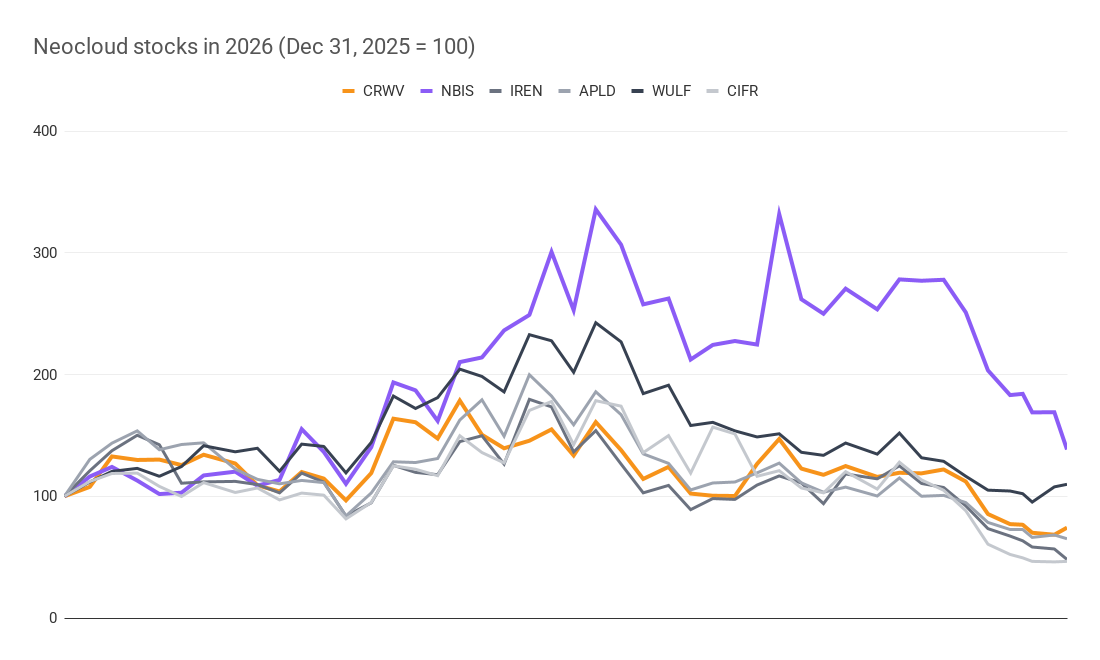 Neocloud stocks in 2026 (Dec 31, 2025 = 100)
CRWV NBIS IREN APLD WULF CIFR
400
300
200
100
0